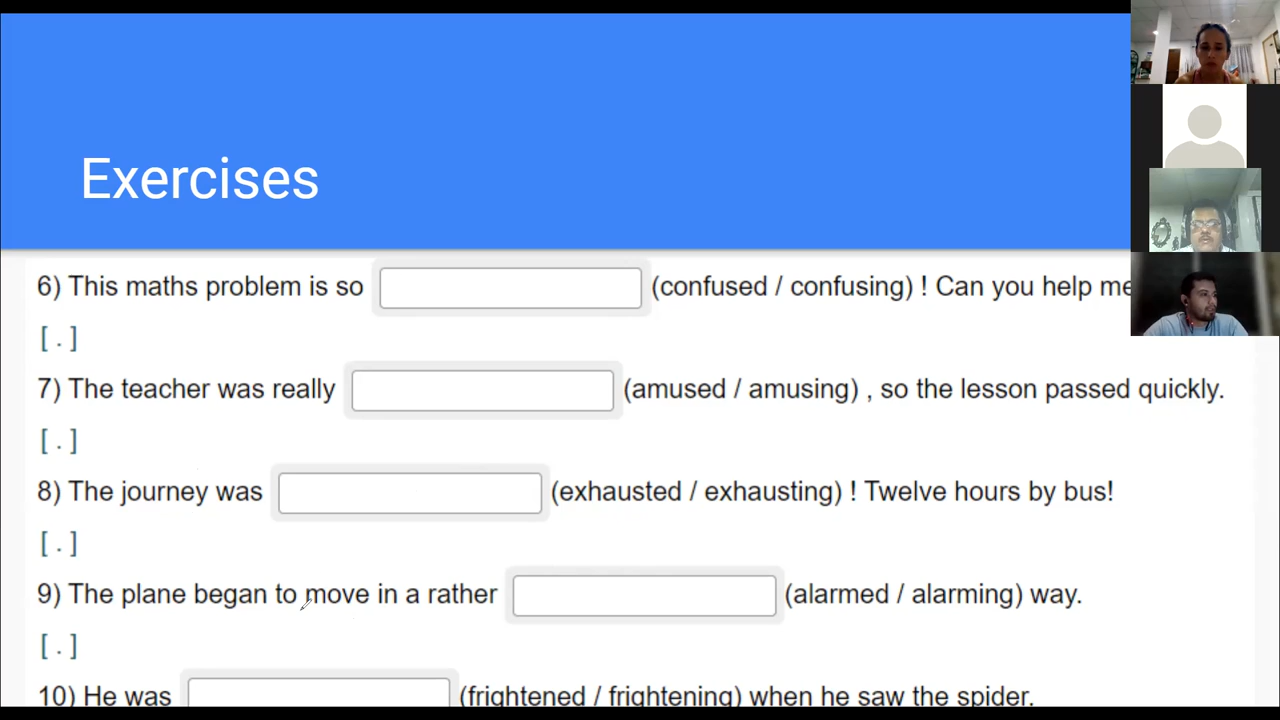 Exercises
6) This maths problem is so (confused / confusing) ! Can you help me
[ . ]
7) The teacher was really (amused / amusing) , so the lesson passed quickly.
[ . ]
8) The journey was (exhausted / exhausting) ! Twelve hours by bus!
[ . ]
9) The plane began to move in a rather (alarmed / alarming) way.
[ . ]
10) He was (frightened / frightening) when he saw the spider.